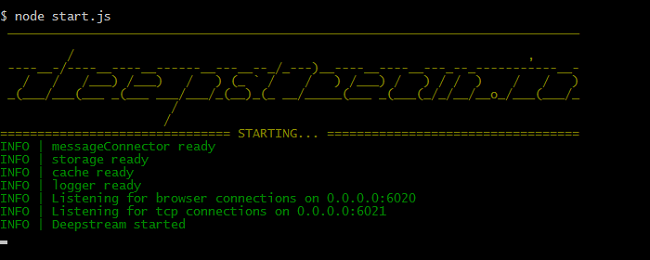 $ node start.js
deepstream.io
============================== STARTING... =================================
INFO | messageConnector ready
INFO | storage ready
INFO | cache ready
INFO | logger ready
INFO | Listening for browser connections on 0.0.0.0:6020
INFO | Listening for tcp connections on 0.0.0.0:6021
INFO | Deepstream started